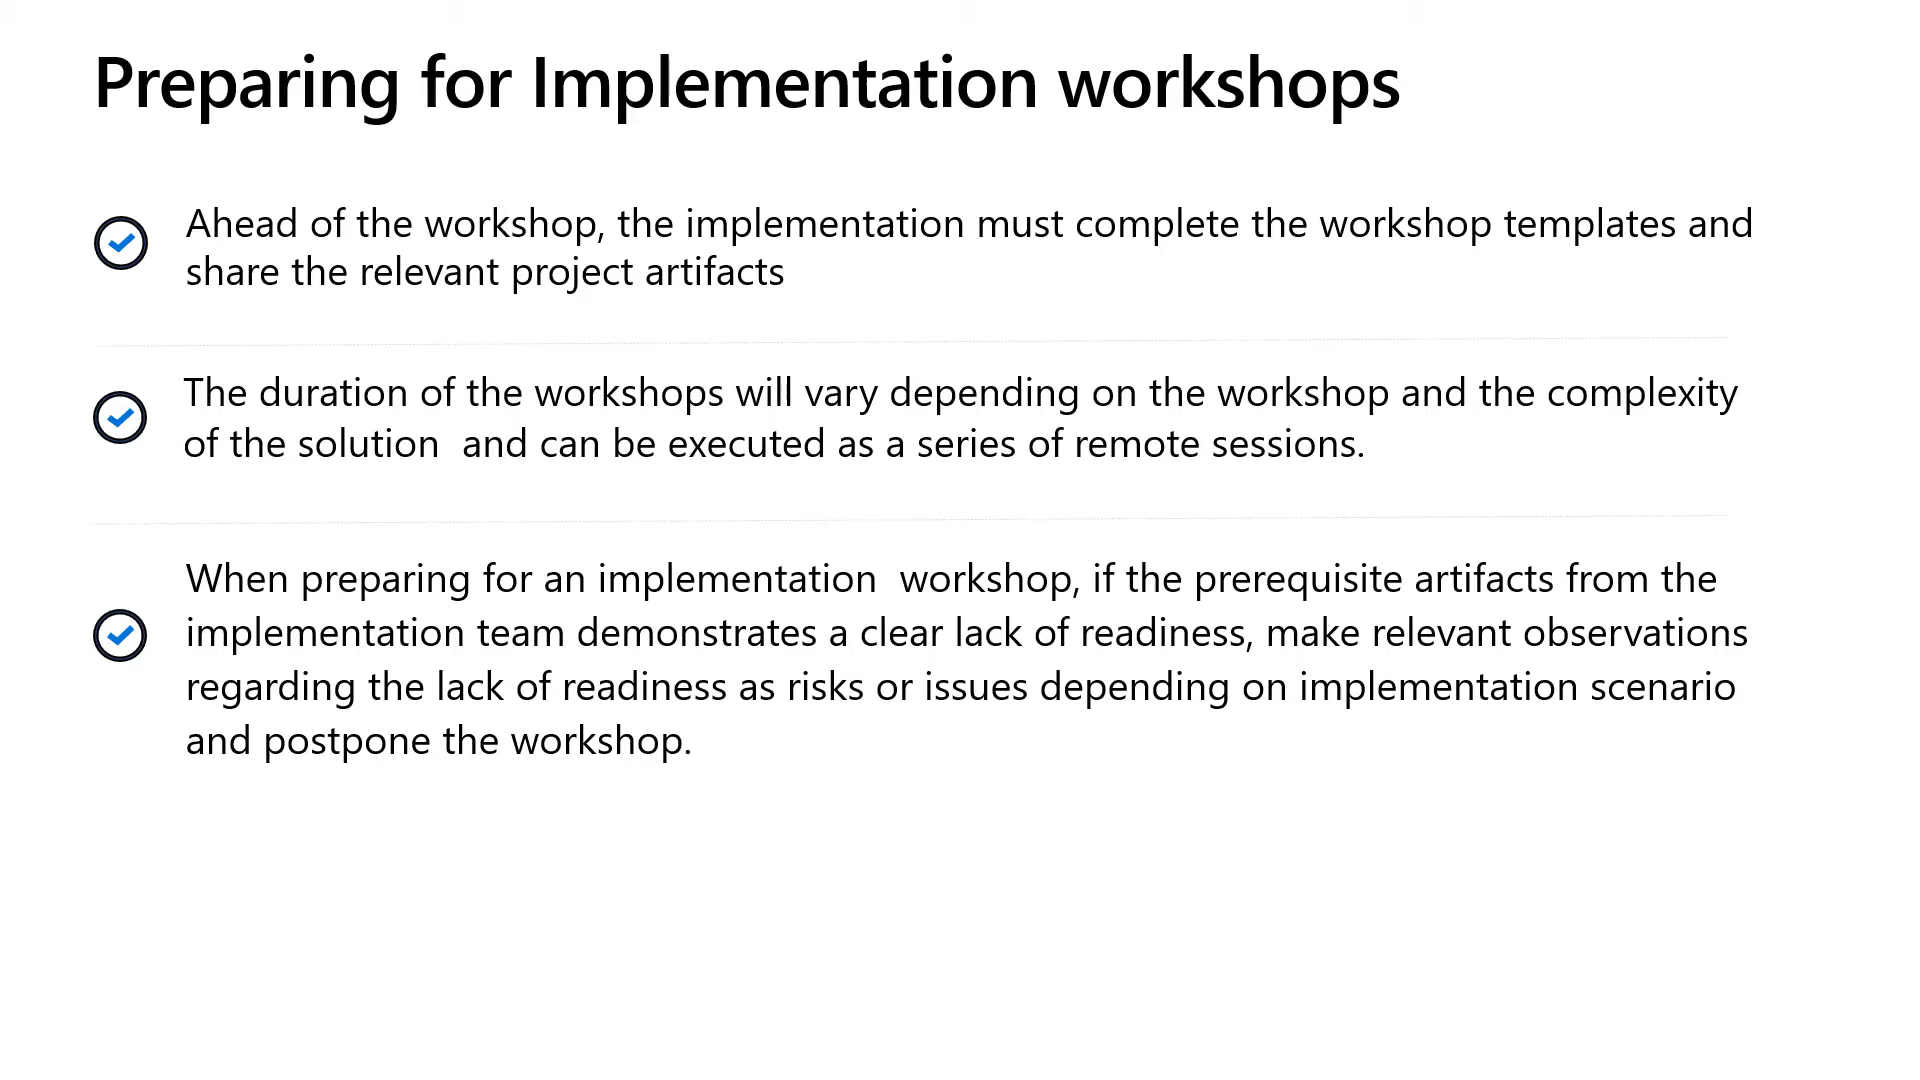 Preparing for Implementation workshops
Ahead of the workshop, the implementation must complete the workshop templates and
share the relevant project artifacts
The duration of the workshops will vary depending on the workshop and the complexity
of the solution  and can be executed as a series of remote sessions.
When preparing for an implementation  workshop, if the prerequisite artifacts from the
implementation team demonstrates a clear lack of readiness, make relevant observations
regarding the lack of readiness as risks or issues depending on implementation scenario
and postpone the workshop.